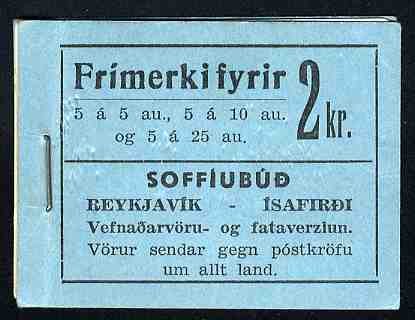 Frímerki fyrir
5 á 5 au., 5 á 10 au.
og 5 á 25 au.
2 kr.
SOFFÍUBÚÐ
REYKJAVÍK - ÍSAFIRÐI
Vefnaðarvöru- og fataverzlun.
Vörur sendar gegn póstkröfu
um allt land.